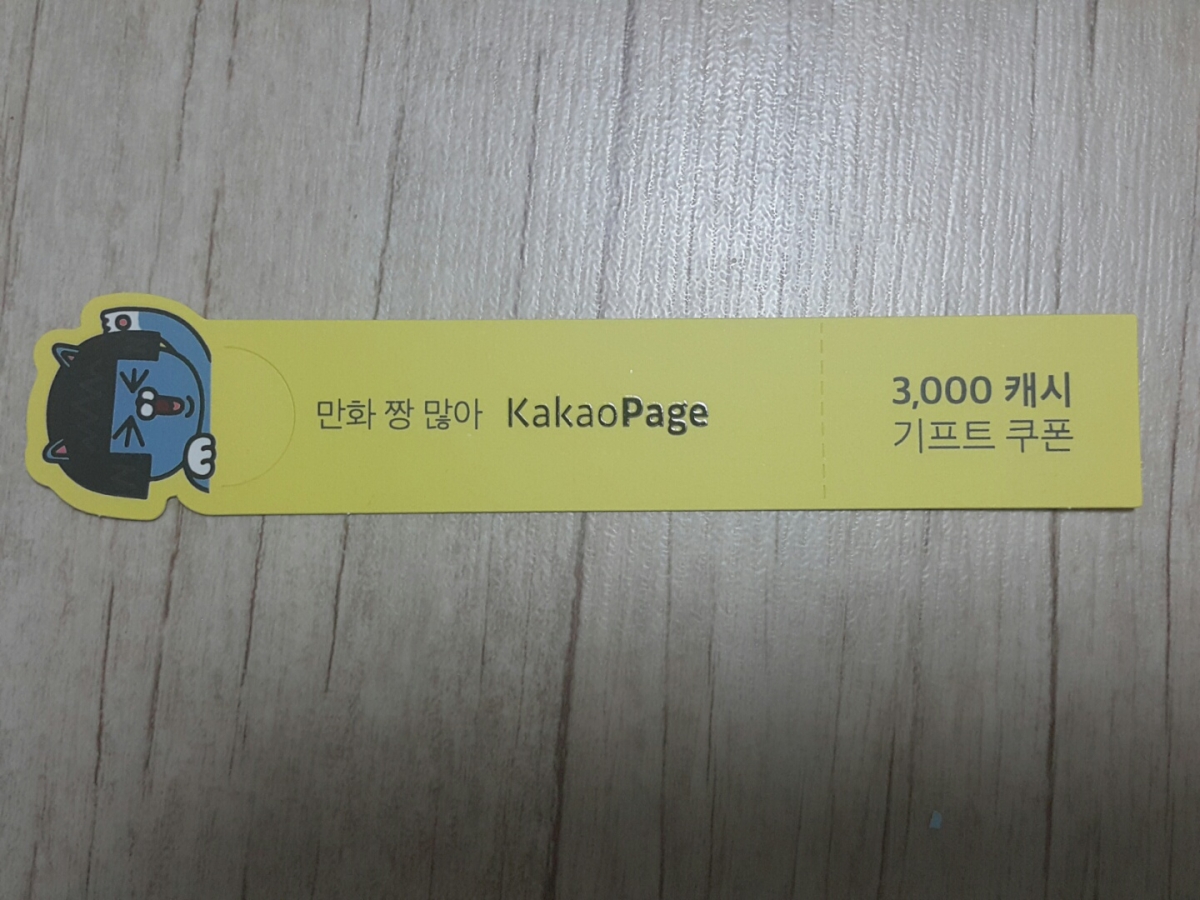 만화 짱 많아 KakaoPage
3,000 캐시
기프트 쿠폰